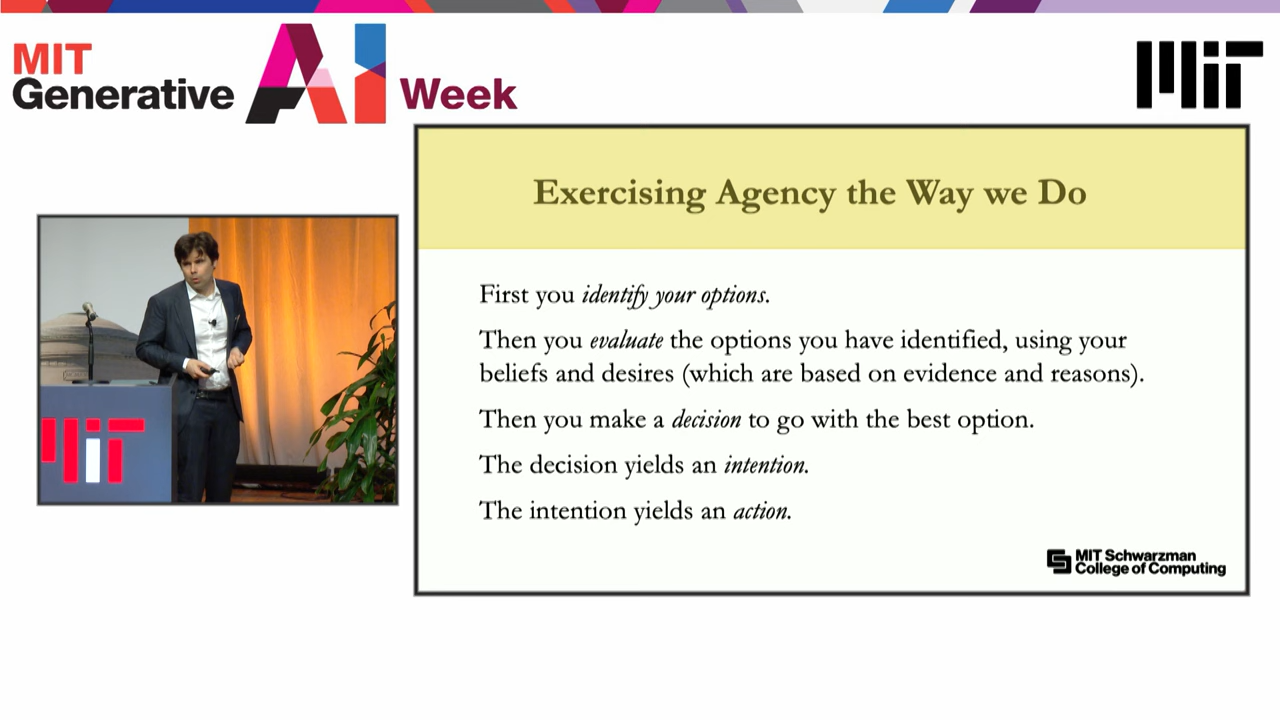 MIT
Generative AI Week
MIT
Exercising Agency the Way we Do
First you identify your options.
Then you evaluate the options you have identified, using your
beliefs and desires (which are based on evidence and reasons).
Then you make a decision to go with the best option.
The decision yields an intention.
The intention yields an action.
MIT Schwarzman
College of Computing
MIT